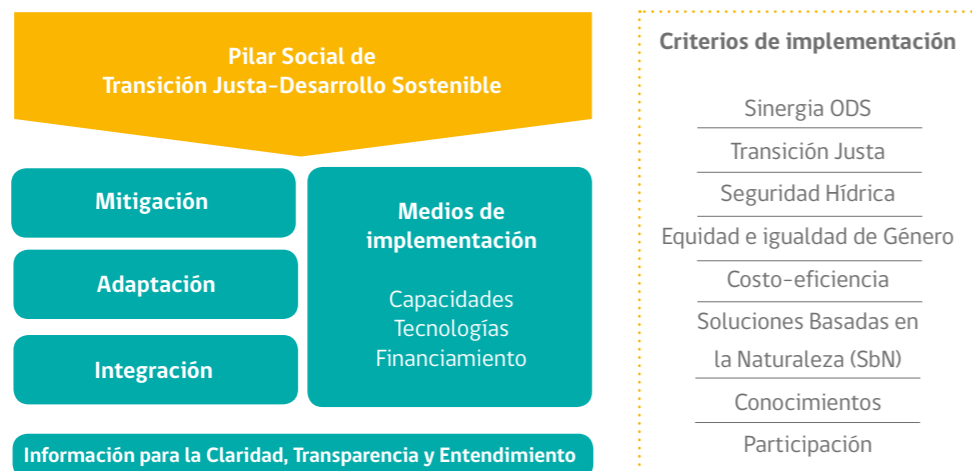 Pilar Social de
Transición Justa-Desarrollo Sostenible
Mitigación
Adaptación
Integración
Medios de
implementación
Capacidades
Tecnologías
Financiamiento
Información para la Claridad, Transparencia y Entendimiento
Criterios de implementación
Sinergia ODS
Transición Justa
Seguridad Hídrica
Equidad e igualdad de Género
Costo-eficiencia
Soluciones Basadas en
la Naturaleza (SbN)
Conocimientos
Participación